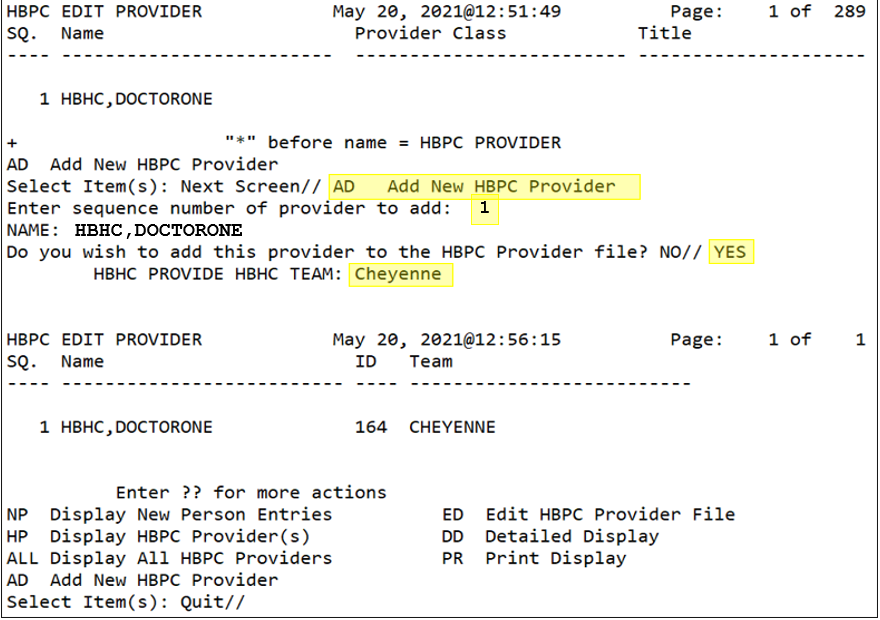 HBPC EDIT PROVIDER            May 20, 2021@12:51:49          Page:    1 of  289
SQ.  Name                       Provider Class            Title
---- -------------------------  ------------------------- ---------------------
   1 HBHC,DOCTORONE
+                   "*" before name = HBPC PROVIDER
AD  Add New HBPC Provider
Select Item(s): Next Screen// AD   Add New HBPC Provider
Enter sequence number of provider to add:  1
NAME: HBHC,DOCTORONE
Do you wish to add this provider to the HBPC Provider file? NO// YES
        HBHC PROVIDE HBHC TEAM: Cheyenne
HBPC EDIT PROVIDER            May 20, 2021@12:56:15          Page:    1 of    1
SQ.  Name                       ID   Team
---- -------------------------- ---- --------------------------
   1 HBHC,DOCTORONE             164  CHEYENNE
          Enter ?? for more actions
NP  Display New Person Entries          ED  Edit HBPC Provider File
HP  Display HBPC Provider(s)            DD  Detailed Display
ALL Display All HBPC Providers          PR  Print Display
AD  Add New HBPC Provider
Select Item(s): Quit//